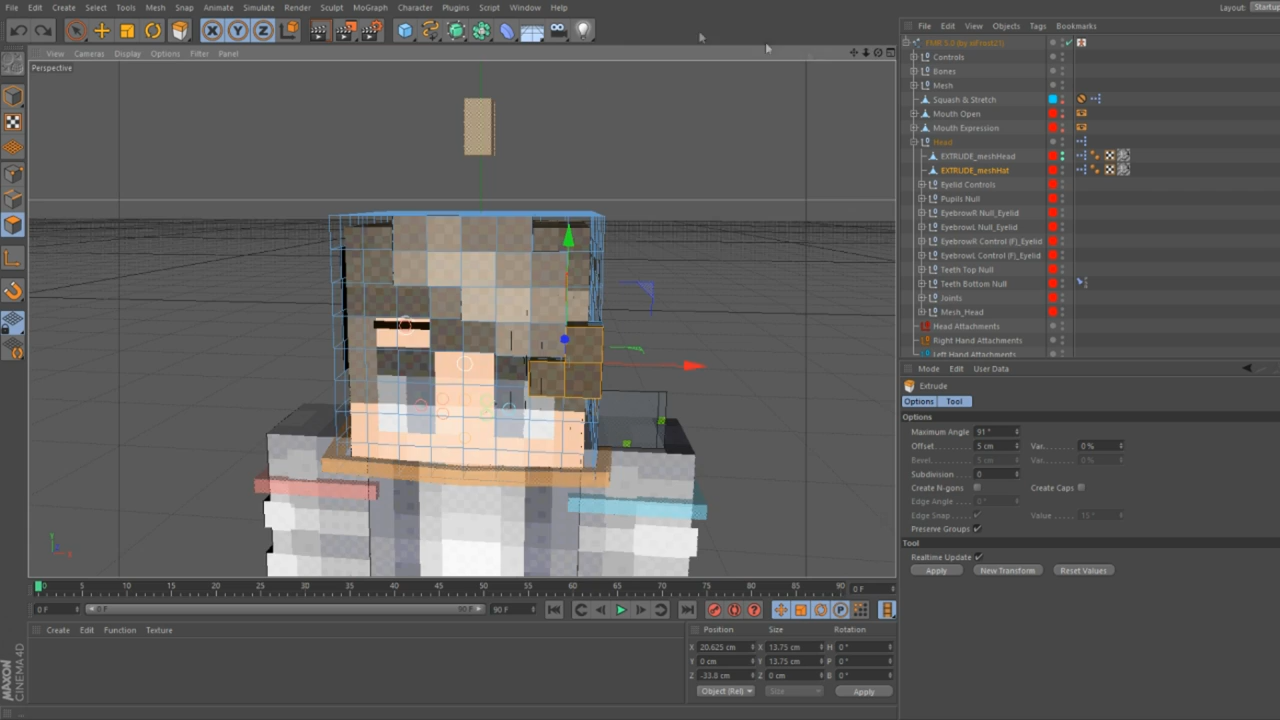 File Edit Create Select Tools Mesh Snap Animate Simulate Render Sculpt MoGraph Character Plugins Script Window Help
Layout: Startup
X Y Z
File Edit View Objects Tags Bookmarks
View Cameras Display Options Filter Panel
Perspective
Controls
Bones
Mesh
Squash & Stretch
Mouth Open
Mouth Expression
Head
EXTRUDE_meshHead
EXTRUDE_meshHat
Eyelid Controls
Pupils Null
EyebrowR Null_Eyelid
EyebrowL Null_Eyelid
EyebrowR Control (F)_Eyelid
EyebrowL Control (F)_Eyelid
Teeth Top Null
Teeth Bottom Null
Joints
Mesh_Head
Head Attachments
Right Hand Attachments
Left Hand Attachments
Mode Edit User Data
Extrude
Options Tool
Options
Maximum Angle 91 °
Offset 5 cm Var. 0 %
Bevel 5 cm Var. 0 %
Subdivision 0
Create N-gons Create Caps
Edge Angle 0 °
Edge Snap Value 15 °
Preserve Groups
Tool
Realtime Update
Apply New Transform Reset Values
Y
X
0 5 10 15 20 25 30 35 40 45 50 55 60 65 70 75 80 85 90 0 F
0 F 0 F 90 F 90 F
P
Create Edit Function Texture
Position Size Rotation
X 20.625 cm X 13.75 cm H 0 °
Y 0 cm Y 13.75 cm P 0 °
Z -33.8 cm Z 0 cm B 0 °
Object (Rel) Size Apply
MAXON
CINEMA 4D